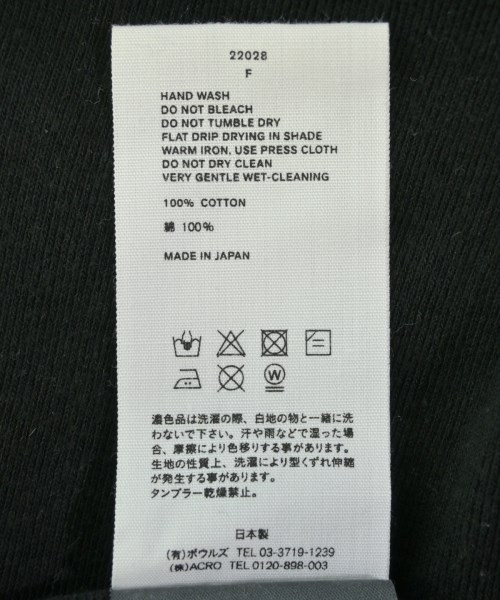 22028
F
HAND WASH
DO NOT BLEACH
DO NOT TUMBLE DRY
FLAT DRIP DRYING IN SHADE
WARM IRON, USE PRESS CLOTH
DO NOT DRY CLEAN
VERY GENTLE WET-CLEANING
100% COTTON
綿 100%
MADE IN JAPAN
W
濃色品は洗濯の際、白地の物と一緒に洗
わないで下さい。汗や雨などで湿った場
合、摩擦により色移りする事があります。
生地の性質上、洗濯により型くずれ伸縮
が発生する事があります。
タンブラー乾燥禁止。
日本製
(有)ボウルズ TEL 03-3719-1239
(株)ACRO TEL 0120-898-003